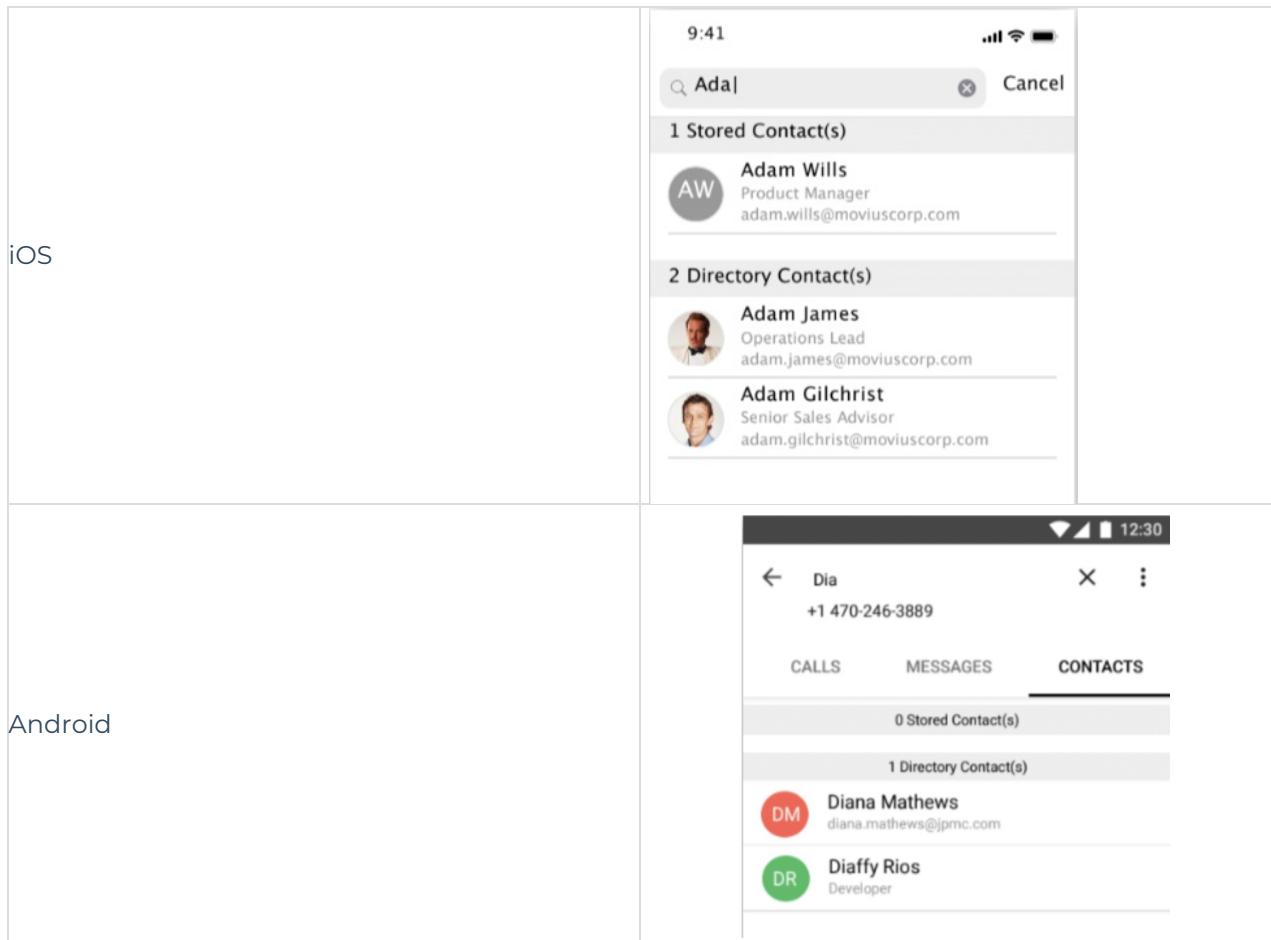 iOS
9:41
Ada
Cancel
1 Stored Contact(s)
AW
Adam Wills
Product Manager
adam.wills@moviuscorp.com
2 Directory Contact(s)
Adam James
Operations Lead
adam.james@moviuscorp.com
Adam Gilchrist
Senior Sales Advisor
adam.gilchrist@moviuscorp.com
Android
12:30
Dia
+1 470-246-3889
CALLS MESSAGES CONTACTS
0 Stored Contact(s)
1 Directory Contact(s)
DM
Diana Mathews
diana.mathews@jpmc.com
DR
Diaffy Rios
Developer